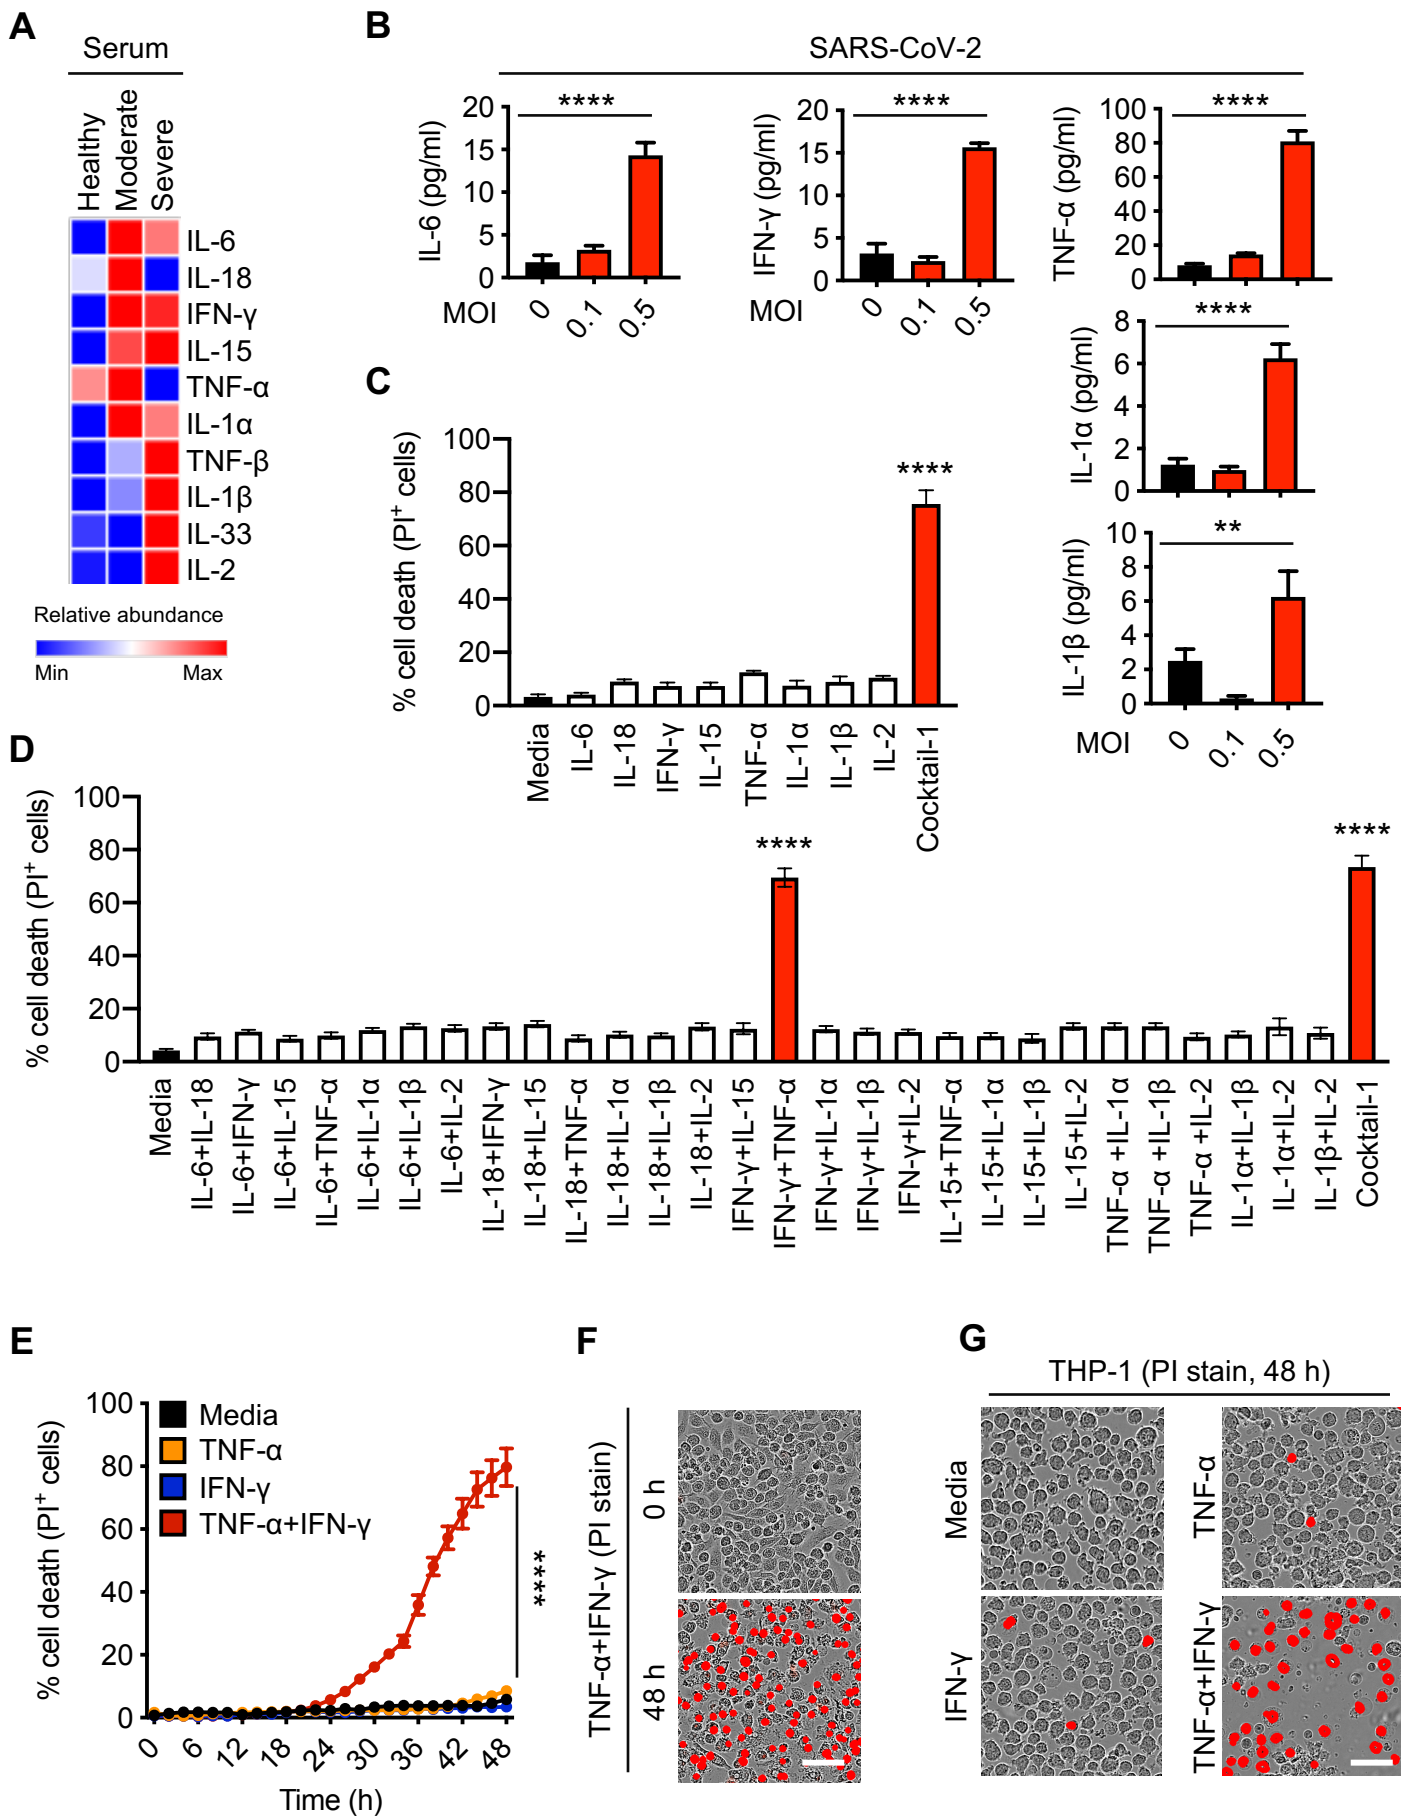 A
Serum
Healthy
Moderate
Severe
IL-6
IL-18
IFN-γ
IL-15
TNF-α
IL-1α
TNF-β
IL-1β
IL-33
IL-2
Relative abundance
Min Max
B
SARS-CoV-2
IL-6 (pg/ml)
20
15
10
5
0
****
MOI 0 0.1 0.5
IFN-γ (pg/ml)
20
15
10
5
0
****
MOI 0 0.1 0.5
TNF-α (pg/ml)
100
80
60
40
20
0
****
IL-1α (pg/ml)
8
6
4
2
0
****
IL-1β (pg/ml)
10
8
6
4
2
0
**
MOI 0 0.1 0.5
C
% cell death (PI+ cells)
100
80
60
40
20
0
****
Media
IL-6
IL-18
IFN-γ
IL-15
TNF-α
IL-1α
IL-1β
IL-2
Cocktail-1
D
% cell death (PI+ cells)
100
80
60
40
20
0
****
****
Media
IL-6+IL-18
IL-6+IFN-γ
IL-6+IL-15
IL-6+TNF-α
IL-6+IL-1α
IL-6+IL-1β
IL-6+IL-2
IL-18+IFN-γ
IL-18+IL-15
IL-18+TNF-α
IL-18+IL-1α
IL-18+IL-1β
IL-18+IL-2
IFN-γ+IL-15
IFN-γ+TNF-α
IFN-γ+IL-1α
IFN-γ+IL-1β
IFN-γ+IL-2
IL-15+TNF-α
IL-15+IL-1α
IL-15+IL-1β
IL-15+IL-2
TNF-α +IL-1α
TNF-α +IL-1β
TNF-α +IL-2
IL-1α+IL-1β
IL-1α+IL-2
IL-1β+IL-2
Cocktail-1
E
% cell death (PI+ cells)
100
80
60
40
20
0
Media
TNF-α
IFN-γ
TNF-α+IFN-γ
****
0 6 12 18 24 30 36 42 48
Time (h)
F
TNF-α+IFN-γ (PI stain)
0 h
48 h
G
THP-1 (PI stain, 48 h)
Media
TNF-α
IFN-γ
TNF-α+IFN-γ